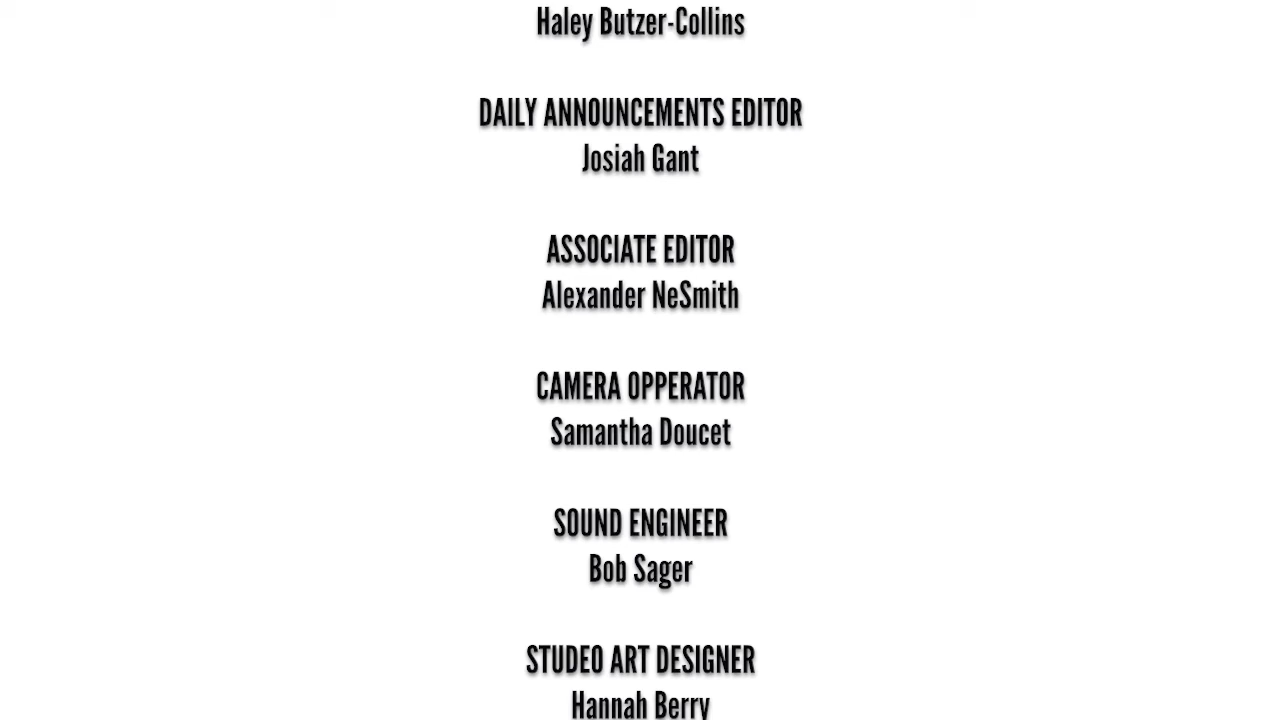 Haley Butzer-Collins
DAILY ANNOUNCEMENTS EDITOR
Josiah Gant
ASSOCIATE EDITOR
Alexander NeSmith
CAMERA OPPERATOR
Samantha Doucet
SOUND ENGINEER
Bob Sager
STUDEO ART DESIGNER
Hannah Berry